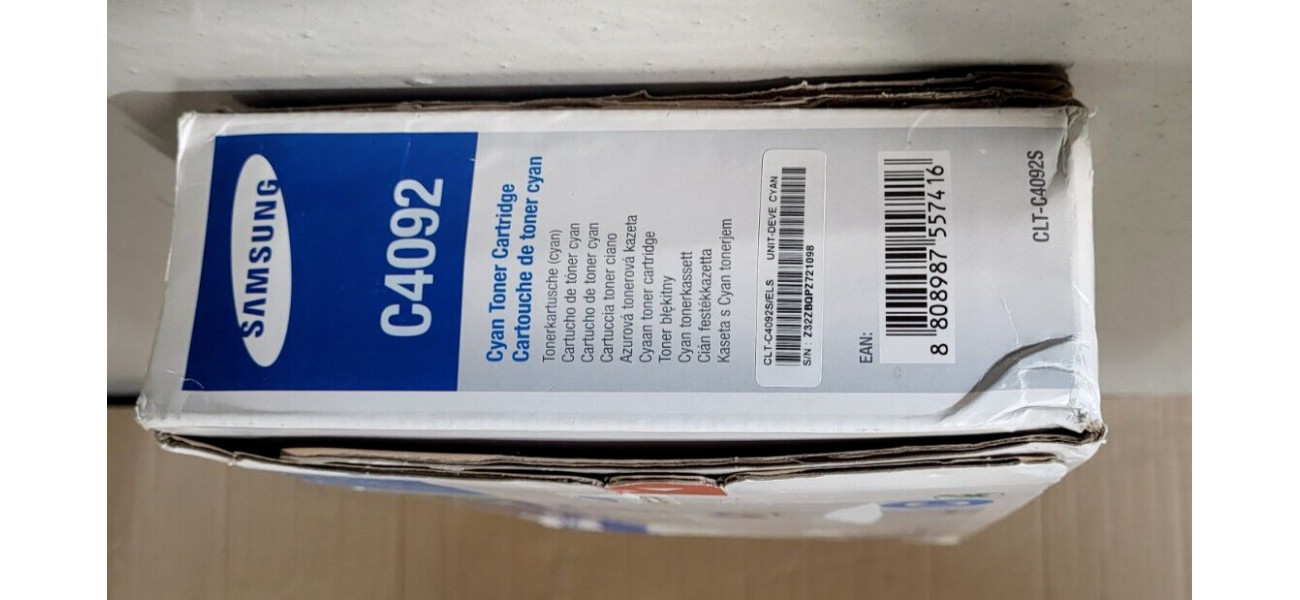 SAMSUNG
C4092
Cyan Toner Cartridge
Cartouche de toner cyan
Tonerkartusche (cyan)
Cartucho de tóner cyan
Cartucho de toner cyan
Cartuccia toner ciano
Azurová tonerová kazeta
Cyaan toner cartridge
Toner błękitny
Cyan tonerkassett
Cián festékkazetta
Kaseta s Cyan tonerjem
CLT-C4092S/ELS UNIT-DEVE CYAN
S/N : Z32ZBQPZ721098
EAN:
8 808987 557416
CLT-C4092S